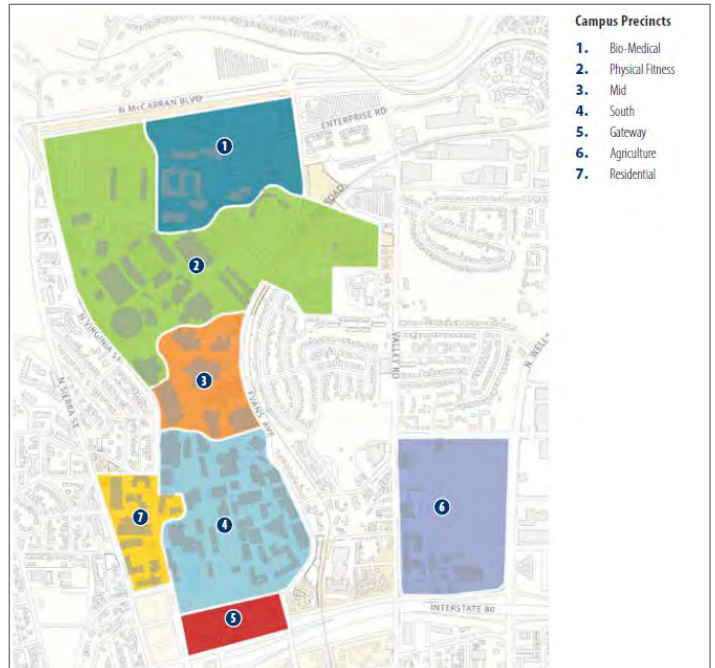 Campus Precincts
1. Bio-Medical
2. Physical Fitness
3. Mid
4. South
5. Gateway
6. Agriculture
7. Residential
N McCARRAN BLVD
ENTERPRISE RD
1
ROAD
2
N VIRGINIA ST
N SIERRA ST
3
EVANS AVE
VALLEY RD
N WELL
7
4
6
5
INTERSTATE 80